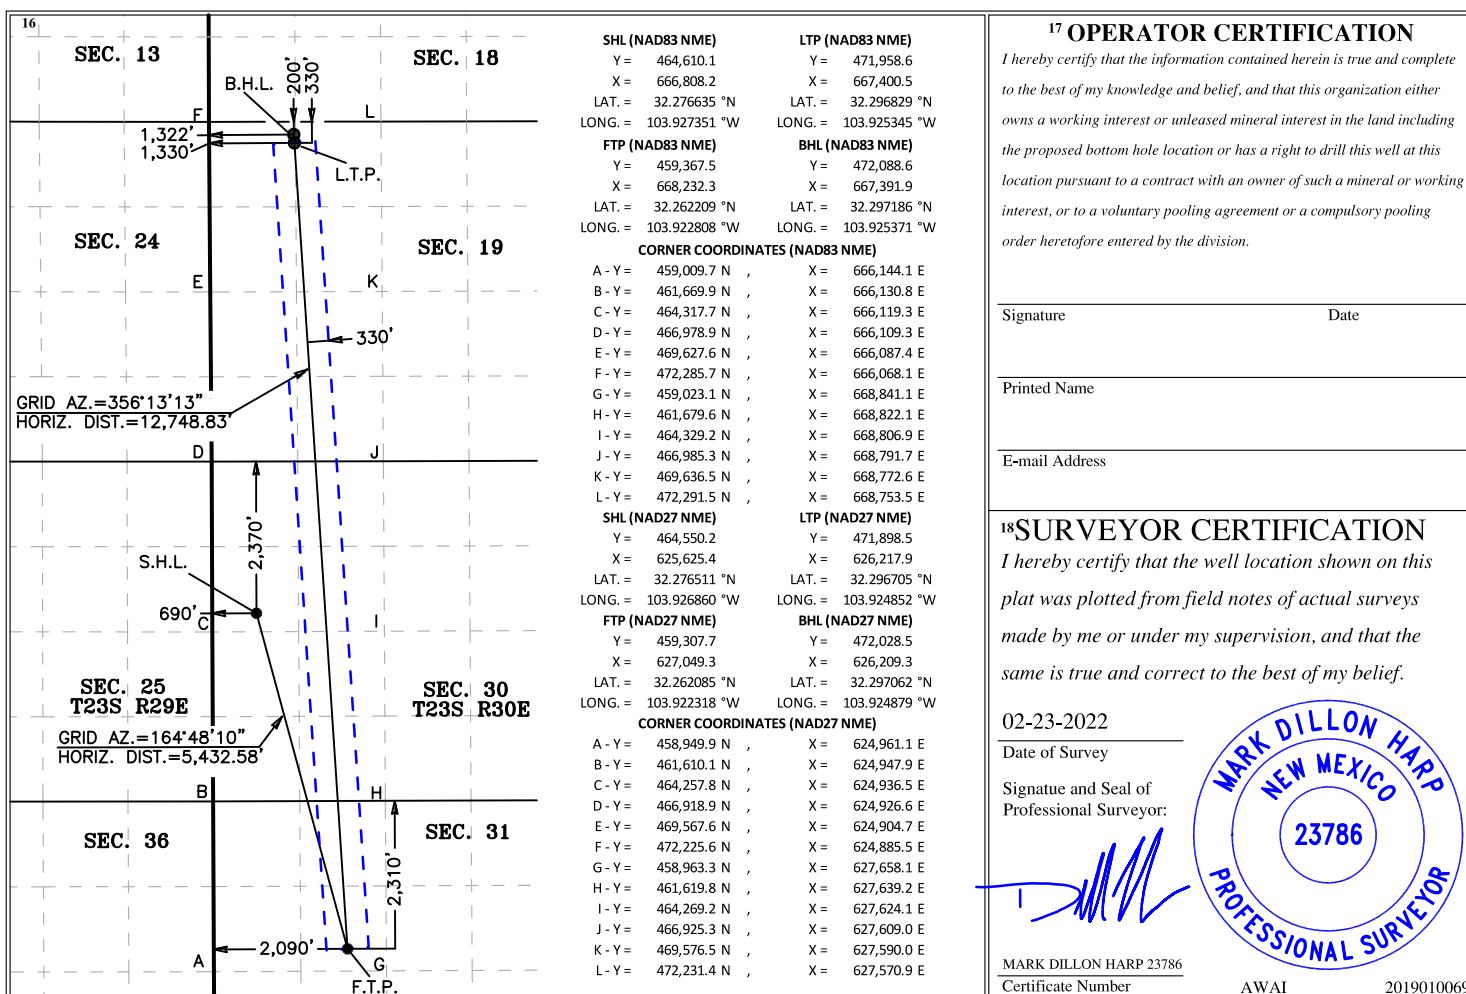 16
SEC. 13
SEC. 18
B.H.L.
200'
330'
F
L
1,322'
1,330'
L.T.P.
SEC. 24
SEC. 19
E
K
330'
GRID AZ.=356°13'13"
HORIZ. DIST.=12,748.83'
D
J
2,370'
S.H.L.
690'
C
I
SEC. 25
T23S R29E
SEC. 30
T23S R30E
GRID AZ.=164°48'10"
HORIZ. DIST.=5,432.58'
B
H
SEC. 36
SEC. 31
2,310'
2,090'
A
G
F.T.P.
SHL (NAD83 NME) LTP (NAD83 NME)
Y = 464,610.1 Y = 471,958.6
X = 666,808.2 X = 667,400.5
LAT. = 32.276635 °N LAT. = 32.296829 °N
LONG. = 103.927351 °W LONG. = 103.925345 °W
FTP (NAD83 NME) BHL (NAD83 NME)
Y = 459,367.5 Y = 472,088.6
X = 668,232.3 X = 667,391.9
LAT. = 32.262209 °N LAT. = 32.297186 °N
LONG. = 103.922808 °W LONG. = 103.925371 °W
CORNER COORDINATES (NAD83 NME)
A - Y = 459,009.7 N , X = 666,144.1 E
B - Y = 461,669.9 N , X = 666,130.8 E
C - Y = 464,317.7 N , X = 666,119.3 E
D - Y = 466,978.9 N , X = 666,109.3 E
E - Y = 469,627.6 N , X = 666,087.4 E
F - Y = 472,285.7 N , X = 666,068.1 E
G - Y = 459,023.1 N , X = 668,841.1 E
H - Y = 461,679.6 N , X = 668,822.1 E
I - Y = 464,329.2 N , X = 668,806.9 E
J - Y = 466,985.3 N , X = 668,791.7 E
K - Y = 469,636.5 N , X = 668,772.6 E
L - Y = 472,291.5 N , X = 668,753.5 E
SHL (NAD27 NME) LTP (NAD27 NME)
Y = 464,550.2 Y = 471,898.5
X = 625,625.4 X = 626,217.9
LAT. = 32.276511 °N LAT. = 32.296705 °N
LONG. = 103.926860 °W LONG. = 103.924852 °W
FTP (NAD27 NME) BHL (NAD27 NME)
Y = 459,307.7 Y = 472,028.5
X = 627,049.3 X = 626,209.3
LAT. = 32.262085 °N LAT. = 32.297062 °N
LONG. = 103.922318 °W LONG. = 103.924879 °W
CORNER COORDINATES (NAD27 NME)
A - Y = 458,949.9 N , X = 624,961.1 E
B - Y = 461,610.1 N , X = 624,947.9 E
C - Y = 464,257.8 N , X = 624,936.5 E
D - Y = 466,918.9 N , X = 624,926.6 E
E - Y = 469,567.6 N , X = 624,904.7 E
F - Y = 472,225.6 N , X = 624,885.5 E
G - Y = 458,963.3 N , X = 627,658.1 E
H - Y = 461,619.8 N , X = 627,639.2 E
I - Y = 464,269.2 N , X = 627,624.1 E
J - Y = 466,925.3 N , X = 627,609.0 E
K - Y = 469,576.5 N , X = 627,590.0 E
L - Y = 472,231.4 N , X = 627,570.9 E
17 OPERATOR CERTIFICATION
I hereby certify that the information contained herein is true and complete
to the best of my knowledge and belief, and that this organization either
owns a working interest or unleased mineral interest in the land including
the proposed bottom hole location or has a right to drill this well at this
location pursuant to a contract with an owner of such a mineral or working
interest, or to a voluntary pooling agreement or a compulsory pooling
order heretofore entered by the division.
Signature Date
Printed Name
E-mail Address
18 SURVEYOR CERTIFICATION
I hereby certify that the well location shown on this
plat was plotted from field notes of actual surveys
made by me or under my supervision, and that the
same is true and correct to the best of my belief.
02-23-2022
Date of Survey
Signatue and Seal of
Professional Surveyor:
MARK DILLON HARP
NEW MEXICO
23786
PROFESSIONAL SURVEYOR
MARK DILLON HARP 23786
Certificate Number AWAI 2019010069